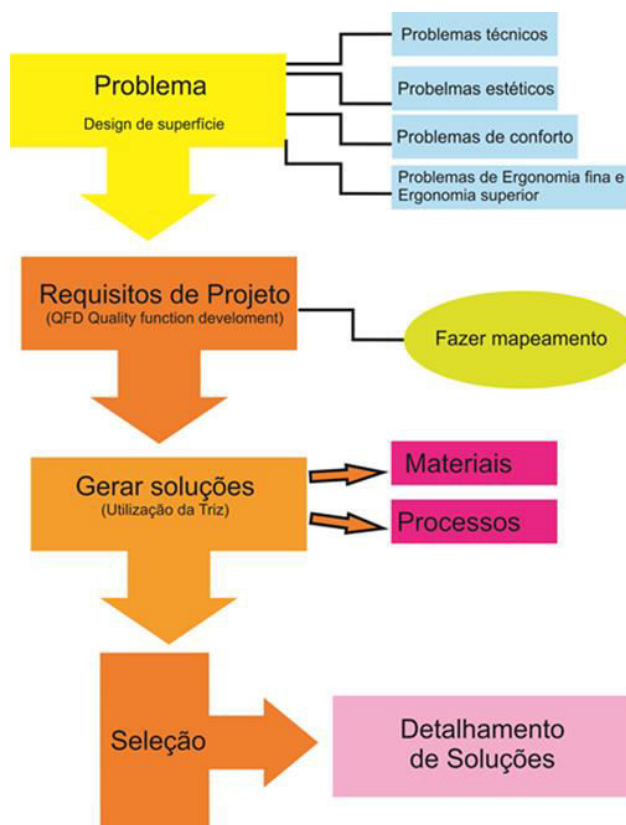 Problema
Design de superfície
Problemas técnicos
Probelmas estéticos
Problemas de conforto
Problemas de Ergonomia fina e
Ergonomia superior
Requisitos de Projeto
(QFD Quality function develoment)
Fazer mapeamento
Gerar soluções
(Utilização da Triz)
Materiais
Processos
Seleção
Detalhamento
de Soluções